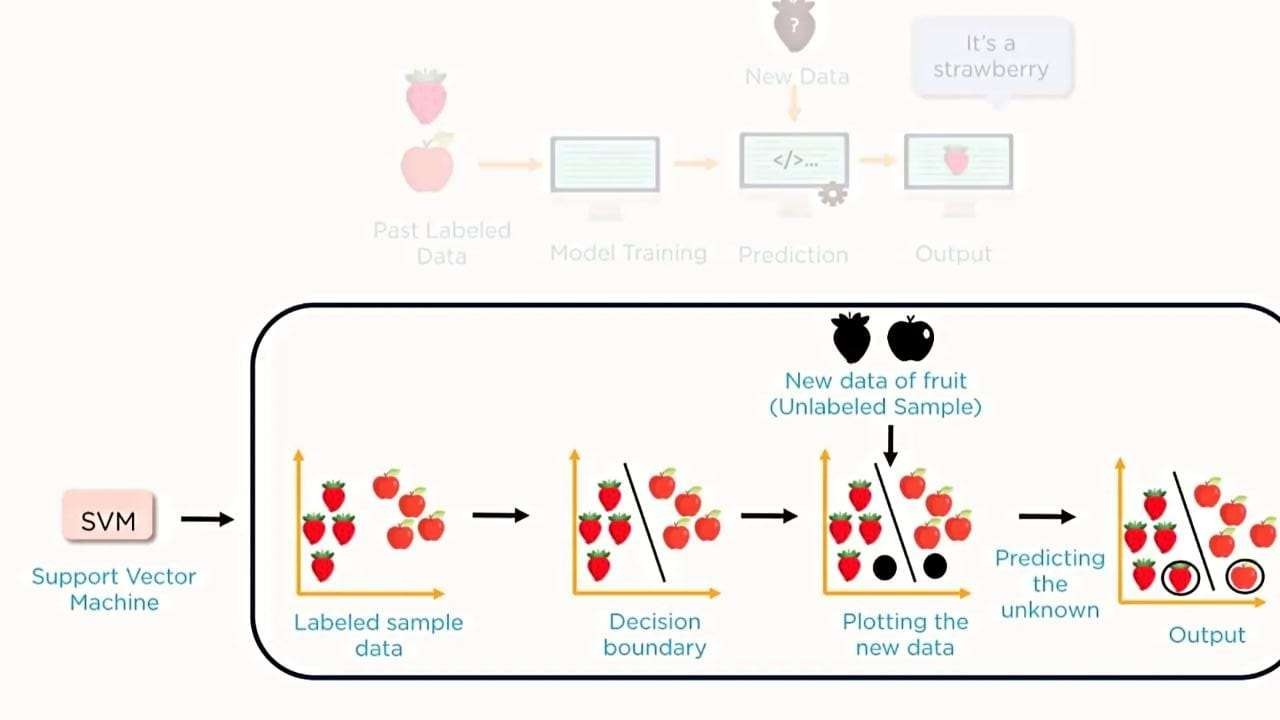 ?
New Data
It's a
strawberry
</>...
Past Labeled
Data
Model Training
Prediction
Output
New data of fruit
(Unlabeled Sample)
SVM
Support Vector
Machine
Labeled sample
data
Decision
boundary
Plotting the
new data
Predicting
the
unknown
Output